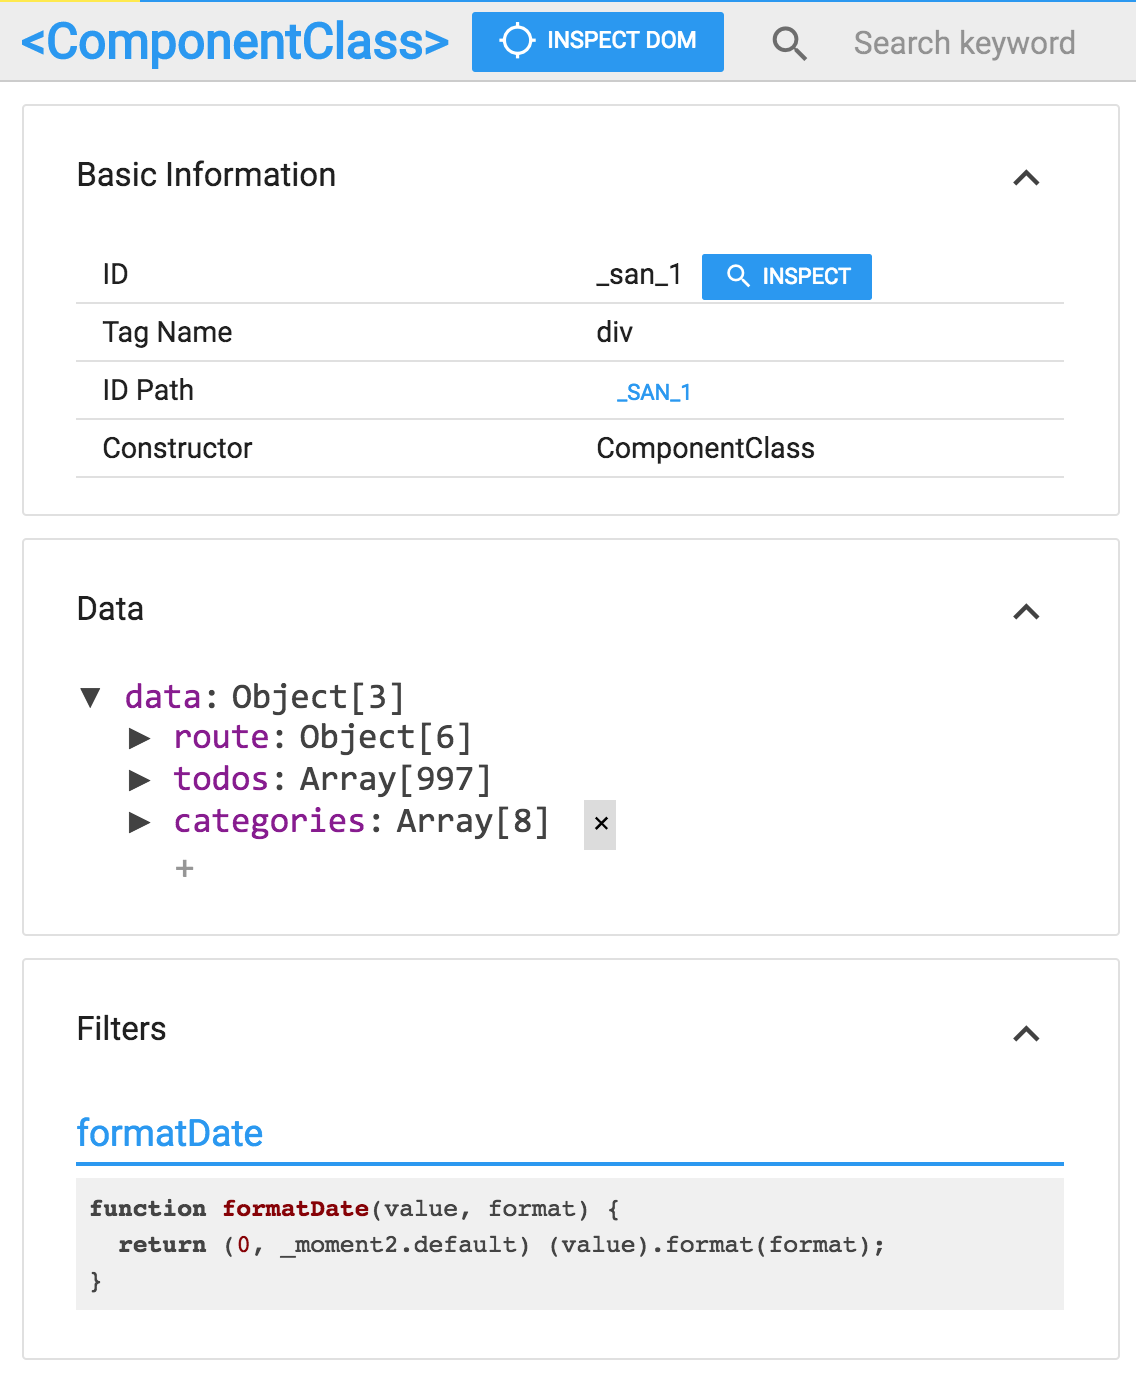 <ComponentClass> INSPECT DOM Search keyword
Basic Information
ID _san_1 INSPECT
Tag Name div
ID Path _SAN_1
Constructor ComponentClass
Data
▼ data: Object[3]
▶ route: Object[6]
▶ todos: Array[997]
▶ categories: Array[8] ×
+
Filters
formatDate
function formatDate(value, format) {
  return (0, _moment2.default) (value).format(format);
}